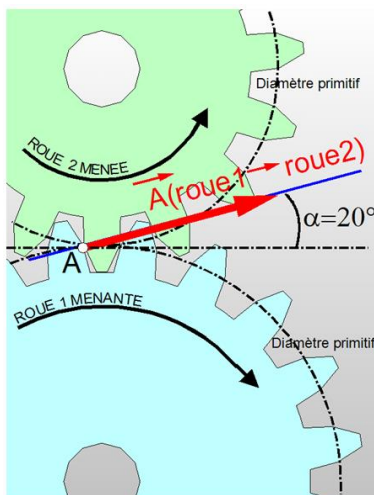 Diamètre primitif
ROUE 2 MENEE
A(roue1→ roue2)
α=20°
A
ROUE 1 MENANTE
Diamètre primitif